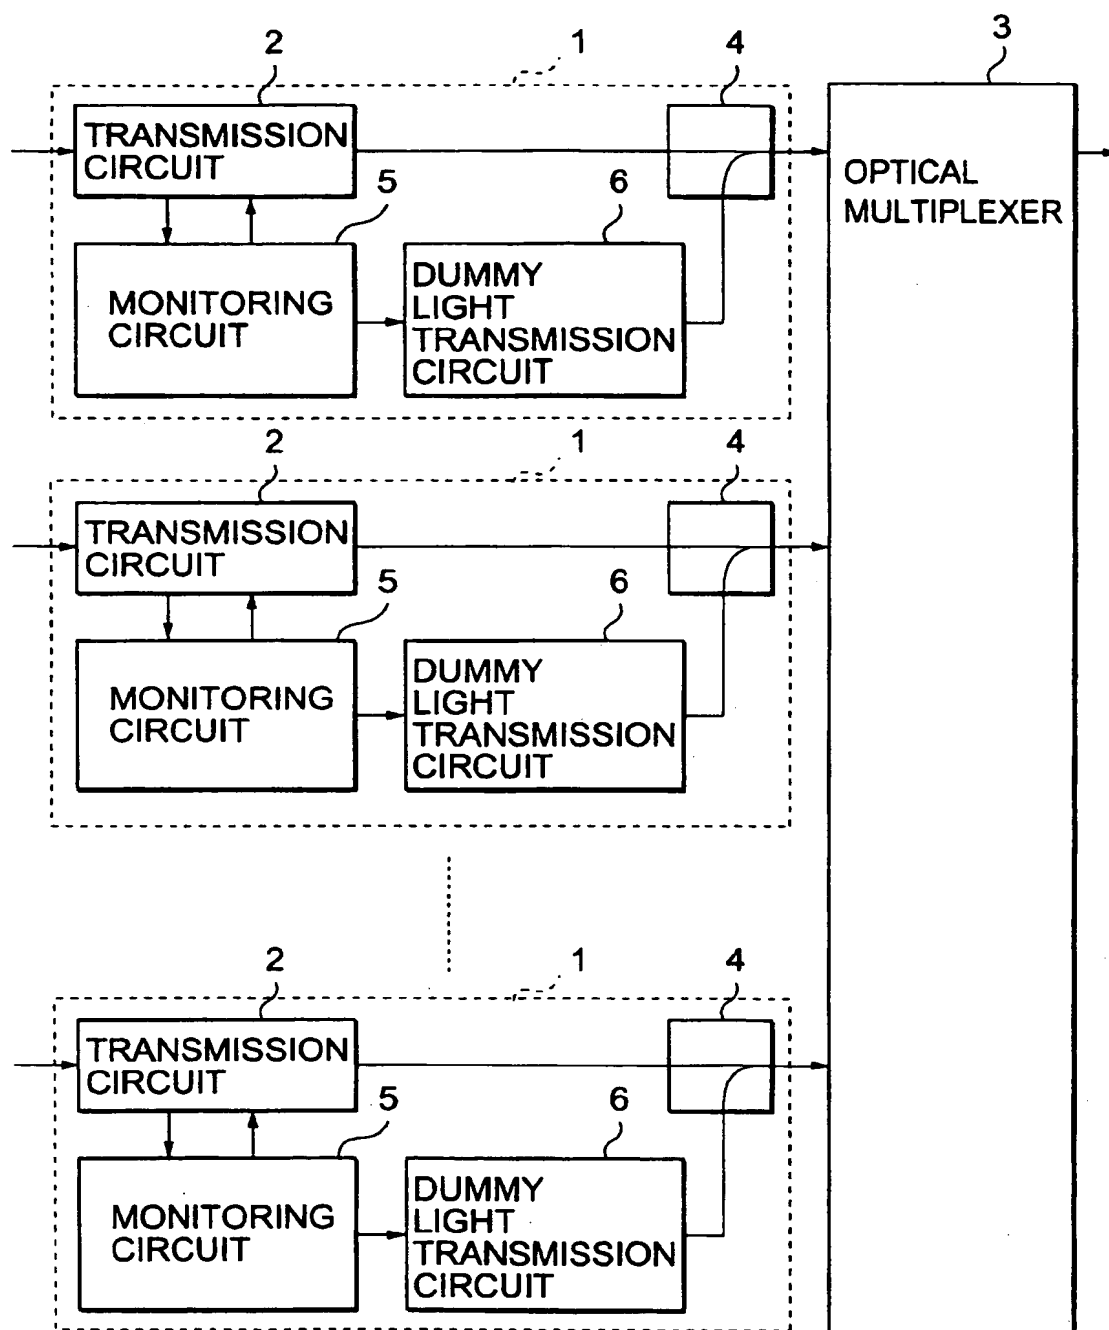 2 1 4 3
TRANSMISSION
CIRCUIT
OPTICAL
MULTIPLEXER
5 6
MONITORING
CIRCUIT
DUMMY
LIGHT
TRANSMISSION
CIRCUIT
2 1 4
TRANSMISSION
CIRCUIT
5 6
MONITORING
CIRCUIT
DUMMY
LIGHT
TRANSMISSION
CIRCUIT
2 1 4
TRANSMISSION
CIRCUIT
5 6
MONITORING
CIRCUIT
DUMMY
LIGHT
TRANSMISSION
CIRCUIT